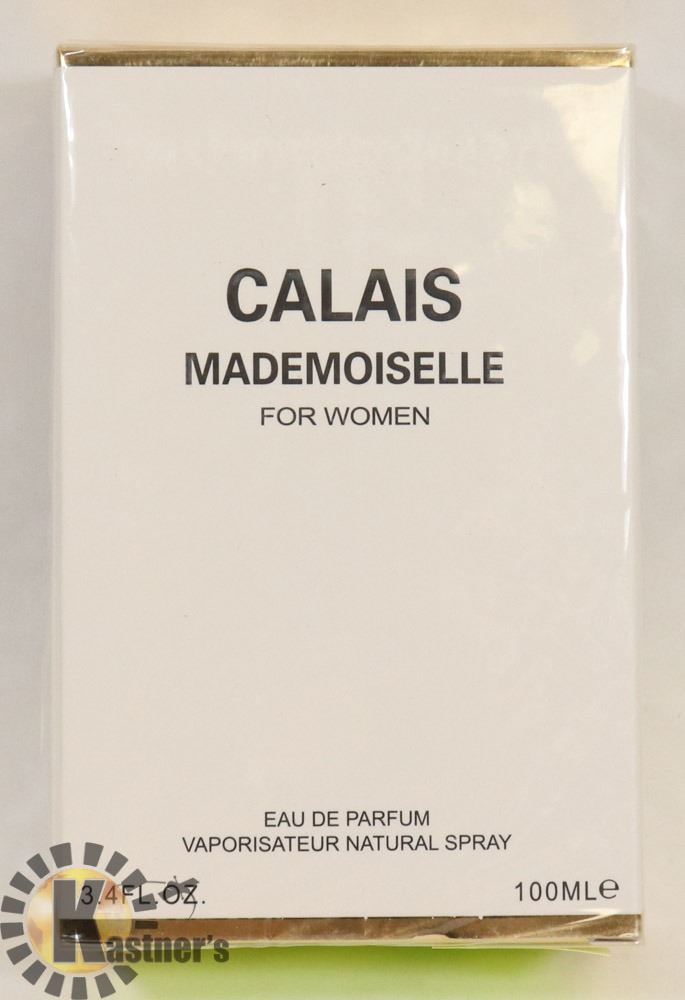 CALAIS
MADEMOISELLE
FOR WOMEN
EAU DE PARFUM
VAPORISATEUR NATURAL SPRAY
3.4FL.OZ. 100ML℮
Kastner's